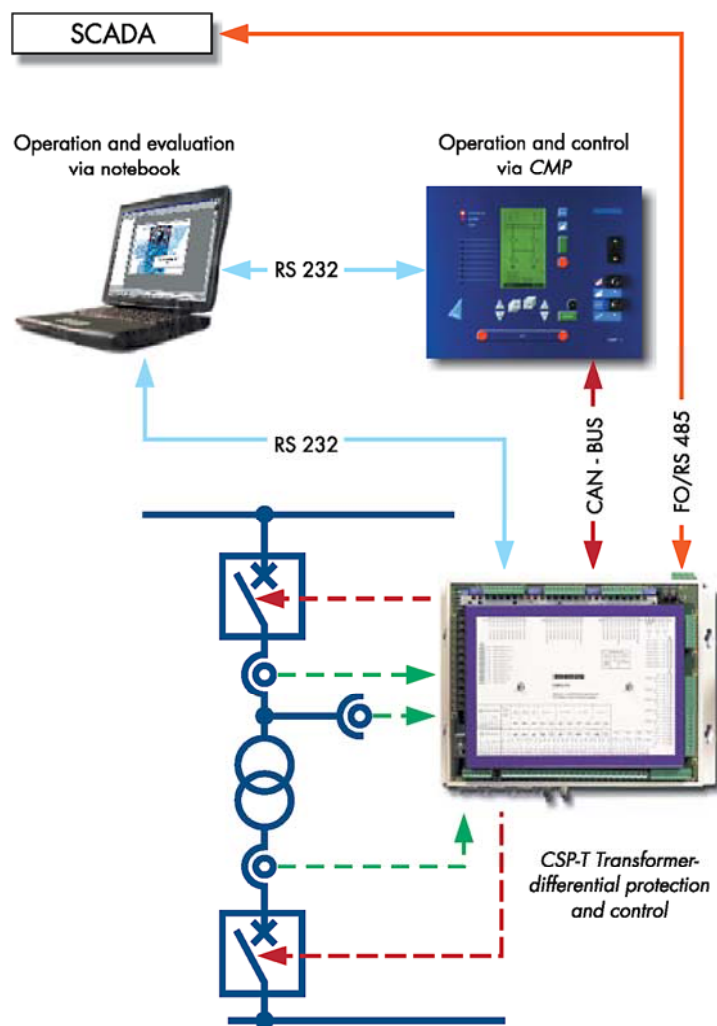 SCADA
Operation and evaluation
via notebook
Operation and control
via CMP
RS 232
RS 232
CAN - BUS
FO/RS 485
CSP-T Transformer-
differential protection
and control